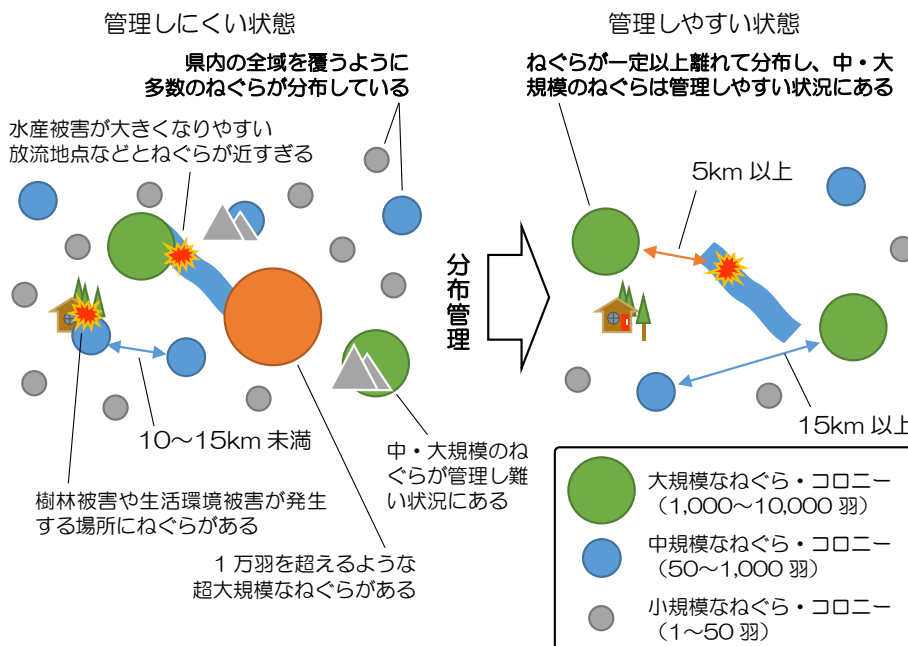 管理しにくい状態
県内の全域を覆うように
多数のねぐらが分布している
水産被害が大きくなりやすい
放流地点などとねぐらが近すぎる
10～15km 未満
樹林被害や生活環境被害が発生
する場所にねぐらがある
中・大規模のね
ぐらが管理し難
い状況にある
1 万羽を超えるような
超大規模なねぐらがある
分布管理
管理しやすい状態
ねぐらが一定以上離れて分布し、中・大
規模のねぐらは管理しやすい状況にある
5km 以上
15km 以上
大規模なねぐら・コロニー
（1,000～10,000 羽）
中規模なねぐら・コロニー
（50～1,000 羽）
小規模なねぐら・コロニー
（1～50 羽）